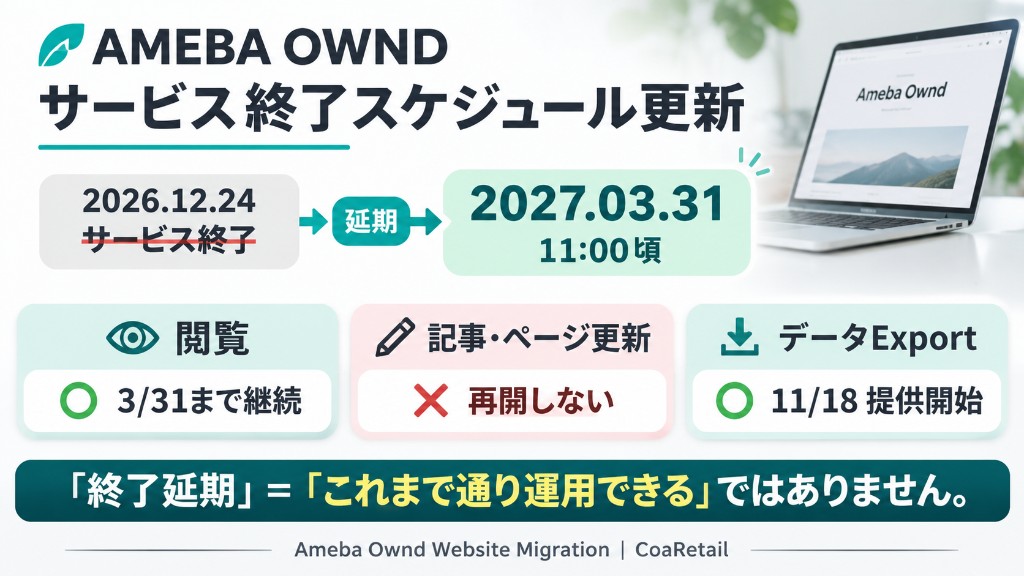 AMEBA OWND
サービス終了スケジュール更新
Ameba Ownd
2026.12.24
サービス終了
延期
2027.03.31
11:00頃
閲覧
3/31まで継続
記事・ページ更新
再開しない
データExport
11/18 提供開始
「終了延期」=「これまで通り運用できる」ではありません。
Ameba Ownd Website Migration | CoaRetail